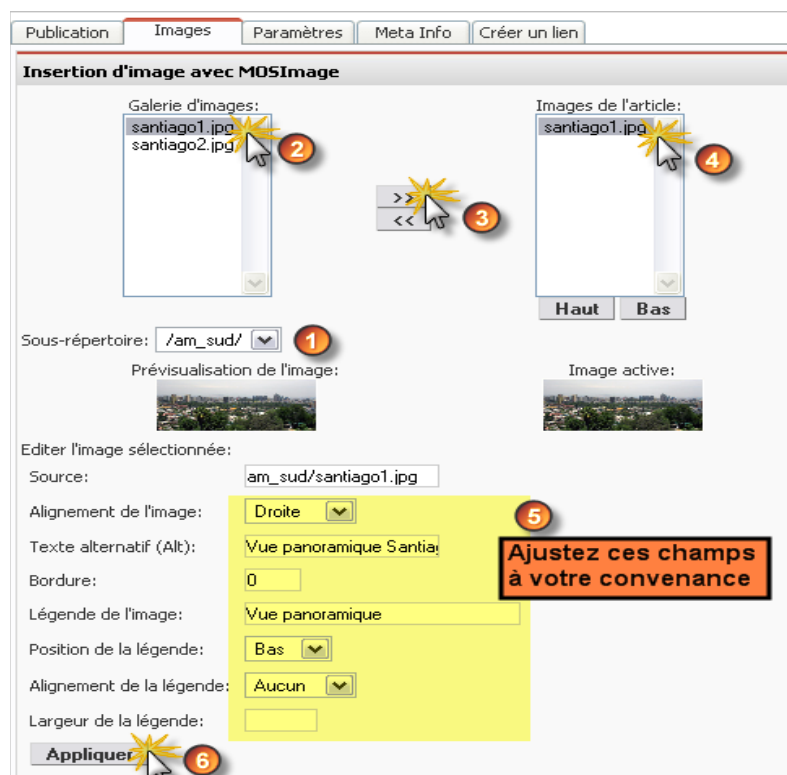 Publication Images Paramètres Meta Info Créer un lien
Insertion d'image avec MOSImage
Galerie d'images: Images de l'article:
santiago1.jpg santiago1.jpg
santiago2.jpg
2
4
>>
<<
3
Haut Bas
Sous-répertoire: /am_sud/ 1
Prévisualisation de l'image: Image active:
Editer l'image sélectionnée:
Source: am_sud/santiago1.jpg
Alignement de l'image: Droite 5
Texte alternatif (Alt): Vue panoramique Santia
Ajustez ces champs
à votre convenance
Bordure: 0
Légende de l'image: Vue panoramique
Position de la légende: Bas
Alignement de la légende: Aucun
Largeur de la légende:
Appliquer 6